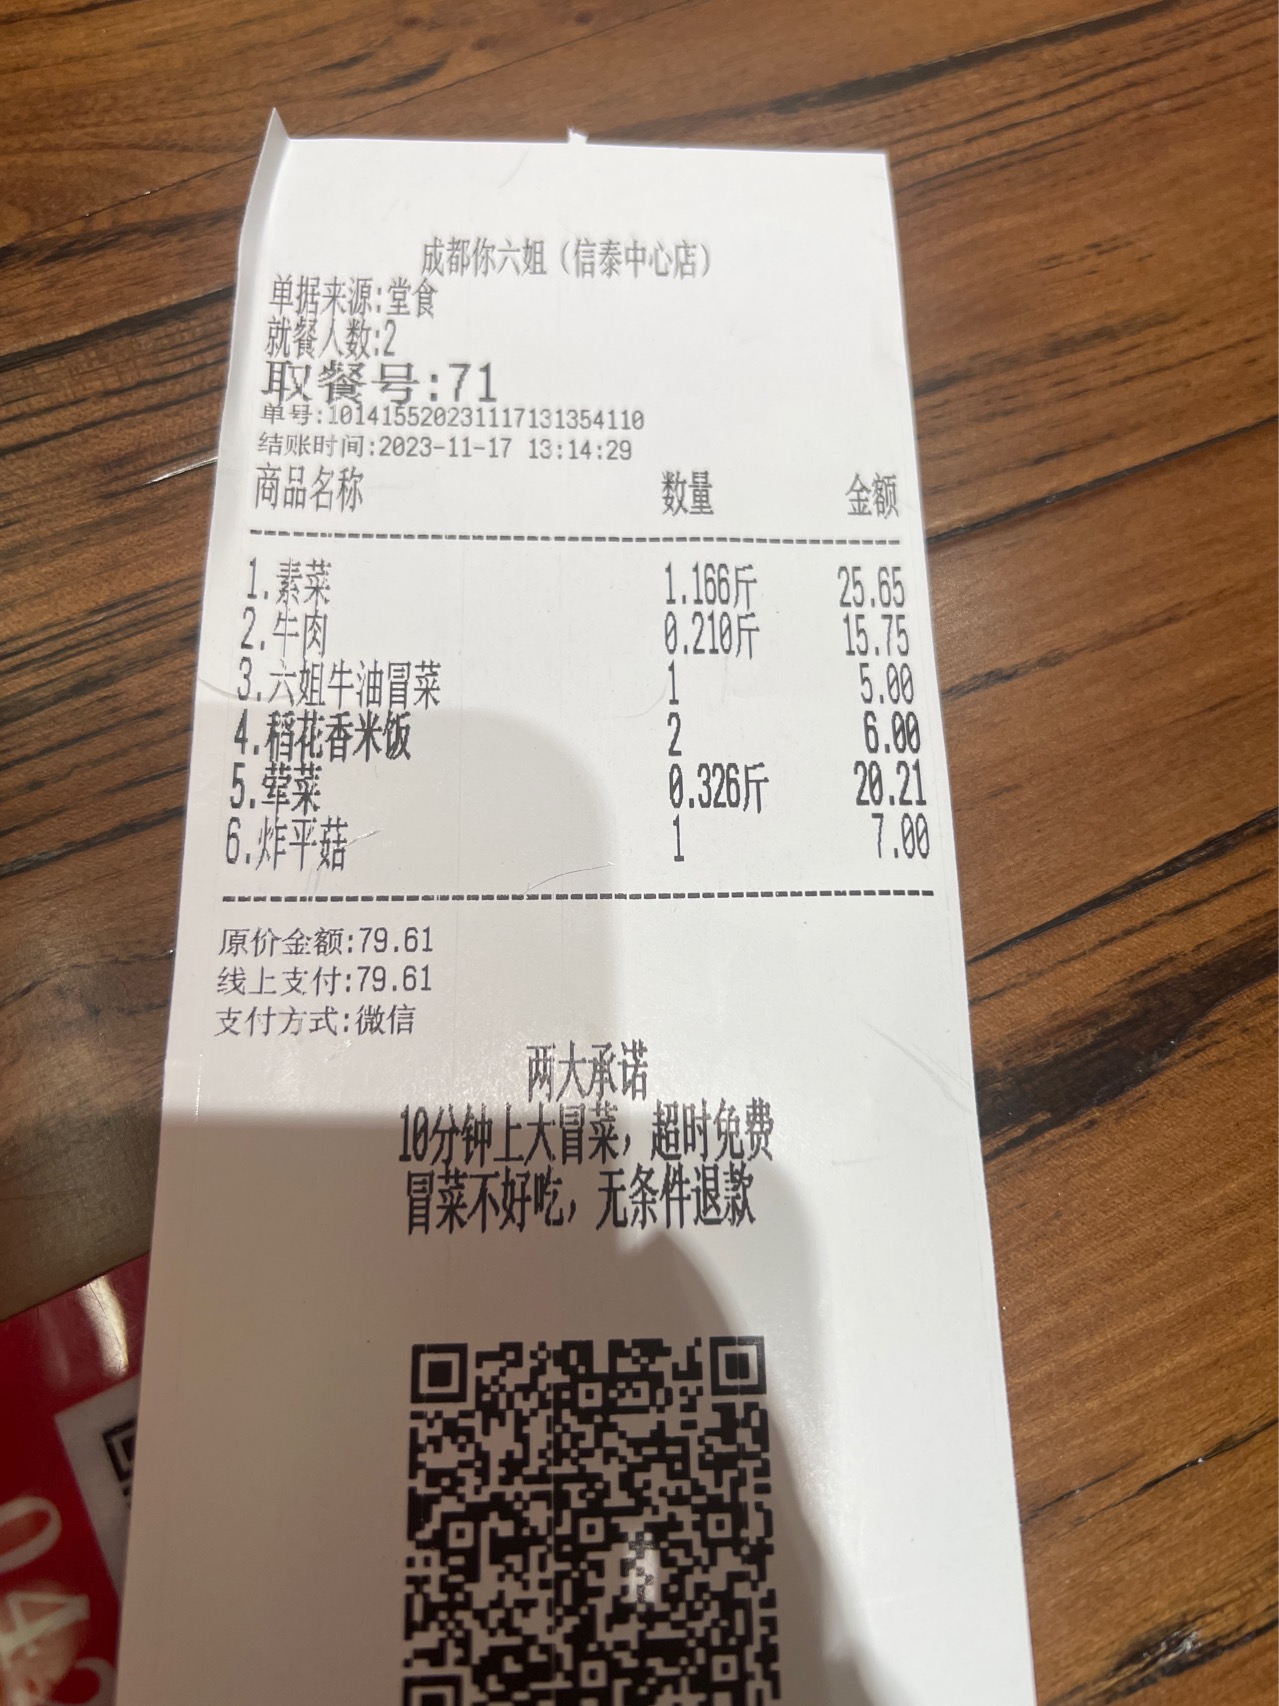 成都你六姐（信泰中心店）
单据来源:堂食
就餐人数:2
取餐号:71
单号:10141552023111713135​4110
结账时间:2023-11-17 13:14:29
商品名称 数量 金额
1.素菜 1.166斤 25.65
2.牛肉 0.210斤 15.75
3.六姐牛油冒菜 1 5.00
4.稻花香米饭 2 6.00
5.荤菜 0.326斤 20.21
6.炸平菇 1 7.00
原价金额:79.61
线上支付:79.61
支付方式:微信
两大承诺
10分钟上大冒菜，超时免费
冒菜不好吃，无条件退款